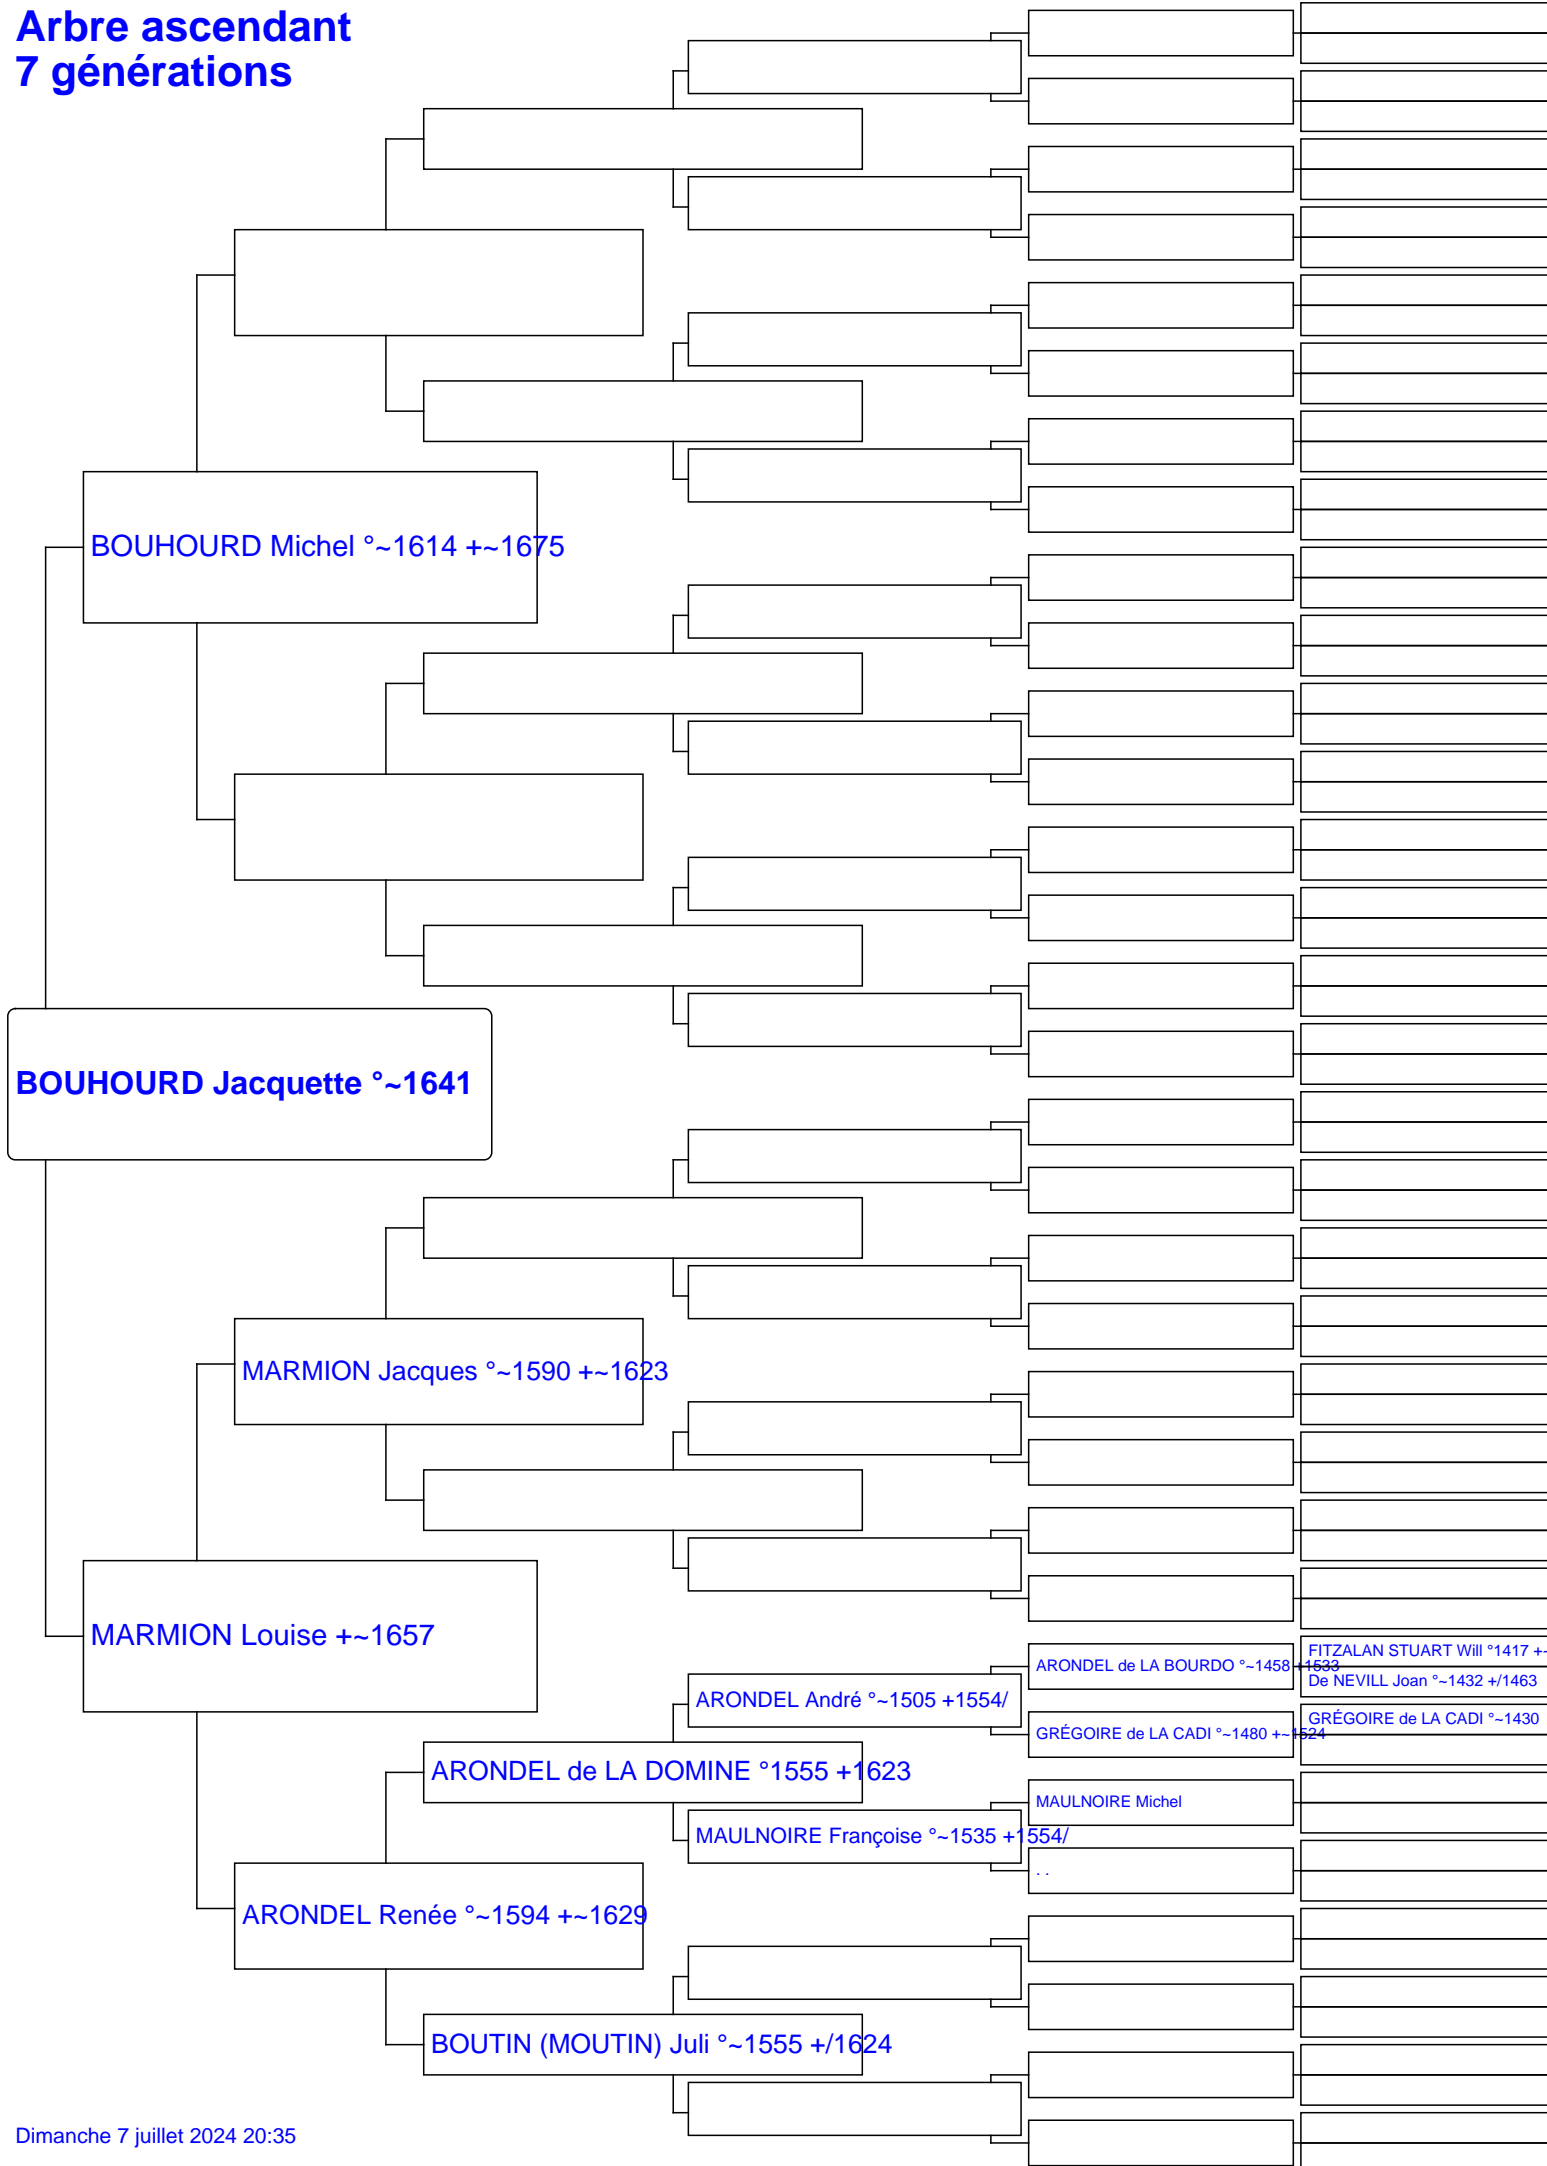 Arbre ascendant
7 générations
BOUHOURD Michel °~1614 +~1675
BOUHOURD Jacquette °~1641
MARMION Jacques °~1590 +~1623
MARMION Louise +~1657
FITZALAN STUART Will °1417 +~
ARONDEL de LA BOURDO °~1458 +1533
De NEVILL Joan °~1432 +/1463
ARONDEL André °~1505 +1554/
GRÉGOIRE de LA CADI °~1430
GRÉGOIRE de LA CADI °~1480 +~1524
ARONDEL de LA DOMINE °1555 +1623
MAULNOIRE Michel
MAULNOIRE Françoise °~1535 +1554/
. .
ARONDEL Renée °~1594 +~1629
BOUTIN (MOUTIN) Juli °~1555 +/1624
Dimanche 7 juillet 2024 20:35